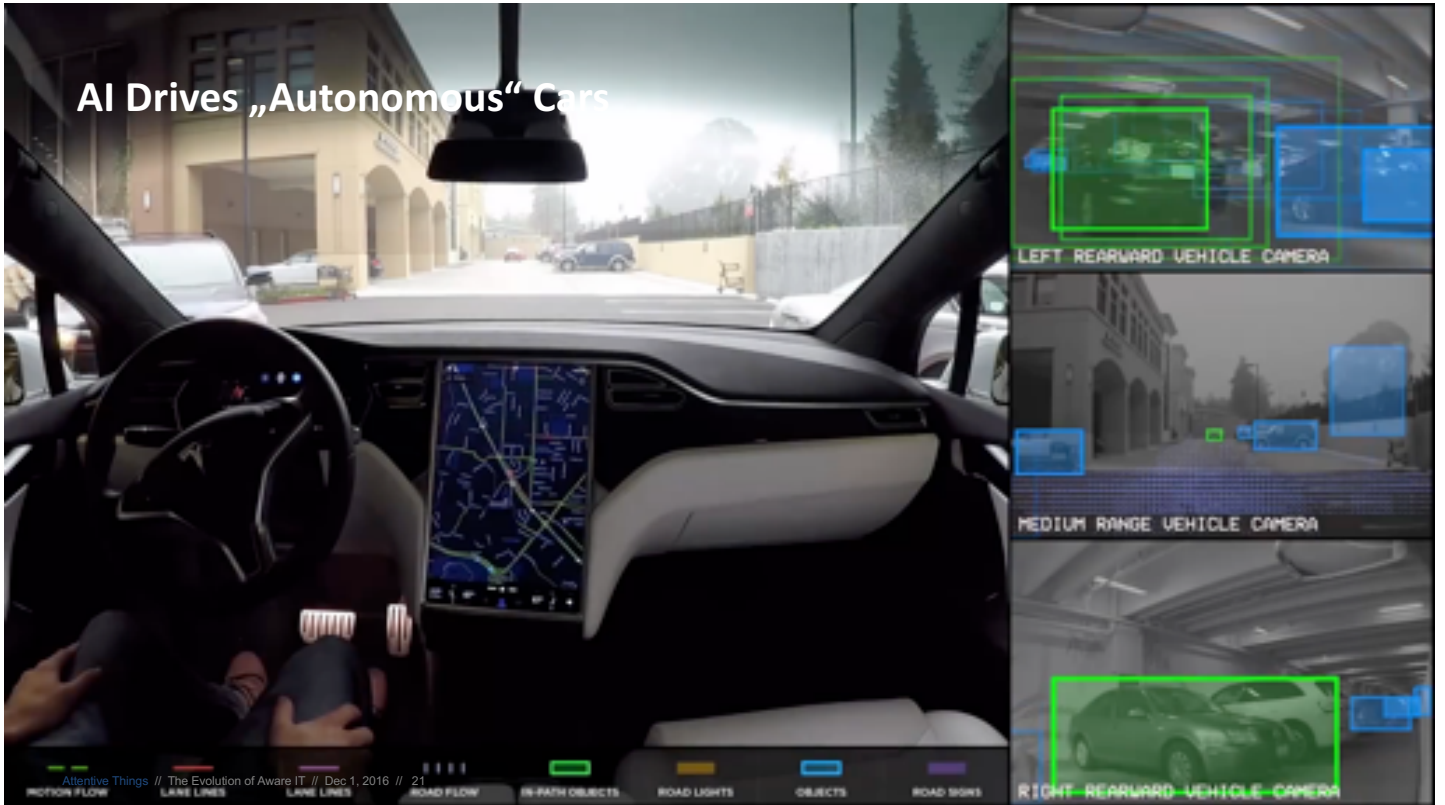 AI Drives „Autonomous“ Cars
LEFT REARWARD VEHICLE CAMERA
MEDIUM RANGE VEHICLE CAMERA
RIGHT REARWARD VEHICLE CAMERA
Attentive Things // The Evolution of Aware IT // Dec 1, 2016 // 21
MOTION FLOW
LANE LINES
LANE LINES
ROAD FLOW
IN-PATH OBJECTS
ROAD LIGHTS
OBJECTS
ROAD SIGNS